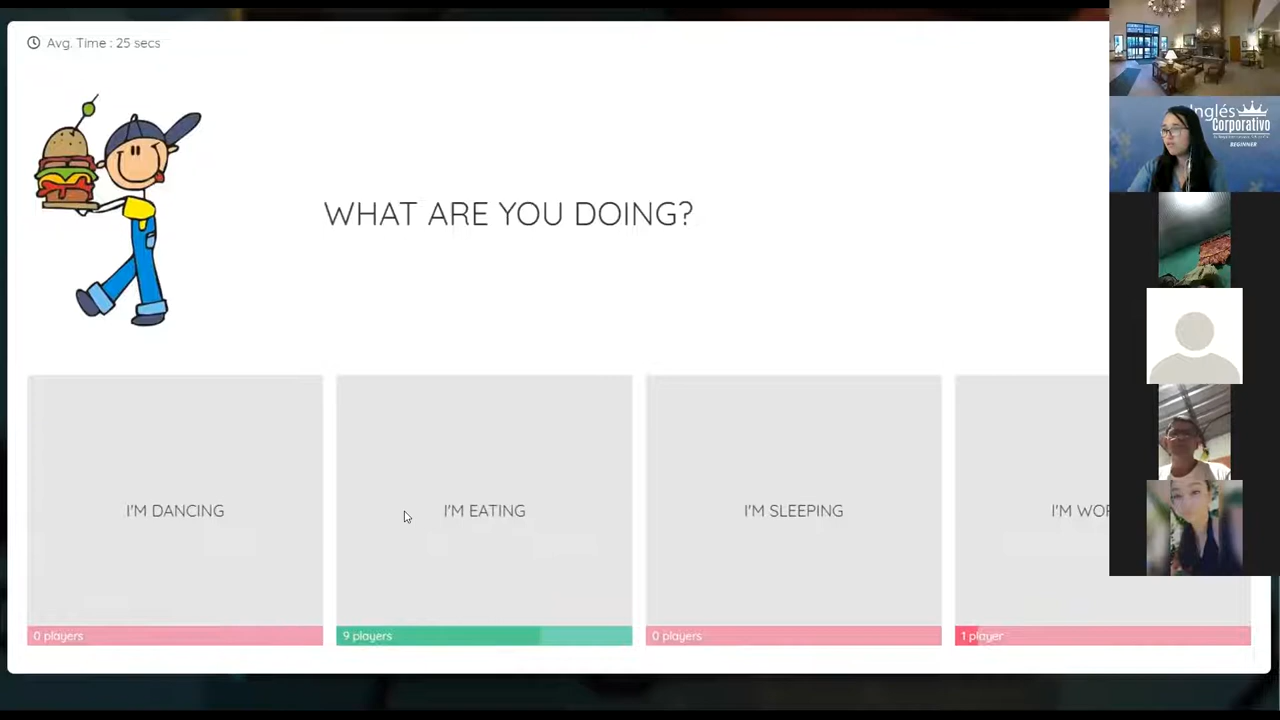 Avg. Time : 25 secs
WHAT ARE YOU DOING?
I'M DANCING
I'M EATING
I'M SLEEPING
I'M
0 players
9 players
0 players
1 player
Inglés
Corporativo
BEGINNER